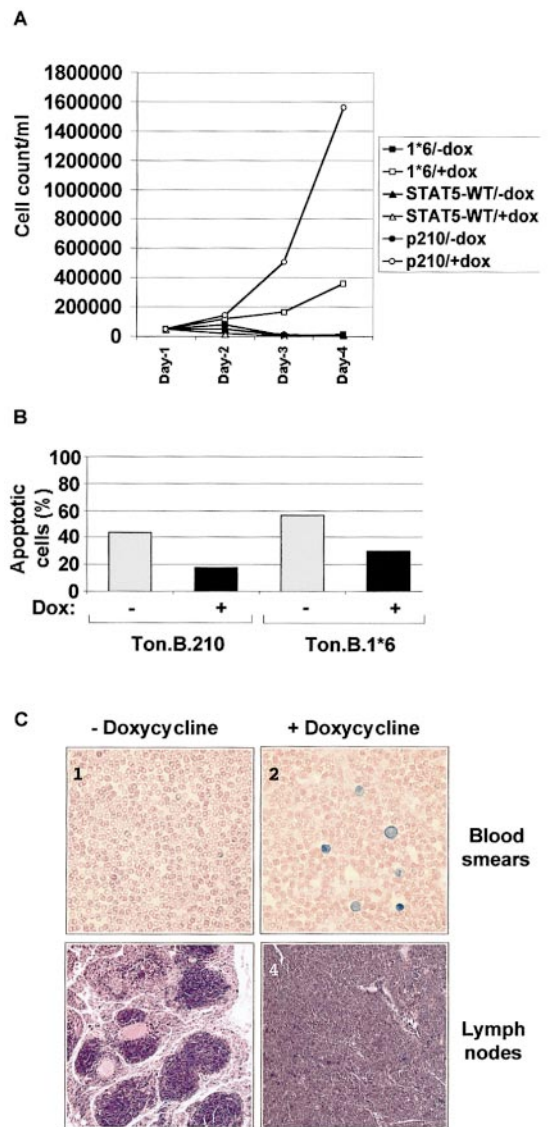 A
Cell count/ml
1800000
1600000
1400000
1200000
1000000
800000
600000
400000
200000
0
Day-1
Day-2
Day-3
Day-4
1*6/-dox
1*6/+dox
STAT5-WT/-dox
STAT5-WT/+dox
p210/-dox
p210/+dox
B
Apoptotic
cells (%)
100
80
60
40
20
0
Dox: - + - +
Ton.B.210 Ton.B.1*6
C
- Doxycycline + Doxycycline
1 2
Blood
smears
4
Lymph
nodes